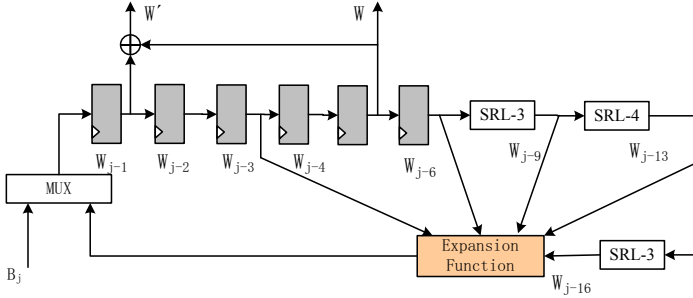 W′ W
SRL-3 SRL-4
W_{j-1} W_{j-2} W_{j-3} W_{j-4} W_{j-6} W_{j-9} W_{j-13}
MUX
Expansion
Function
SRL-3
B_j
W_{j-16}